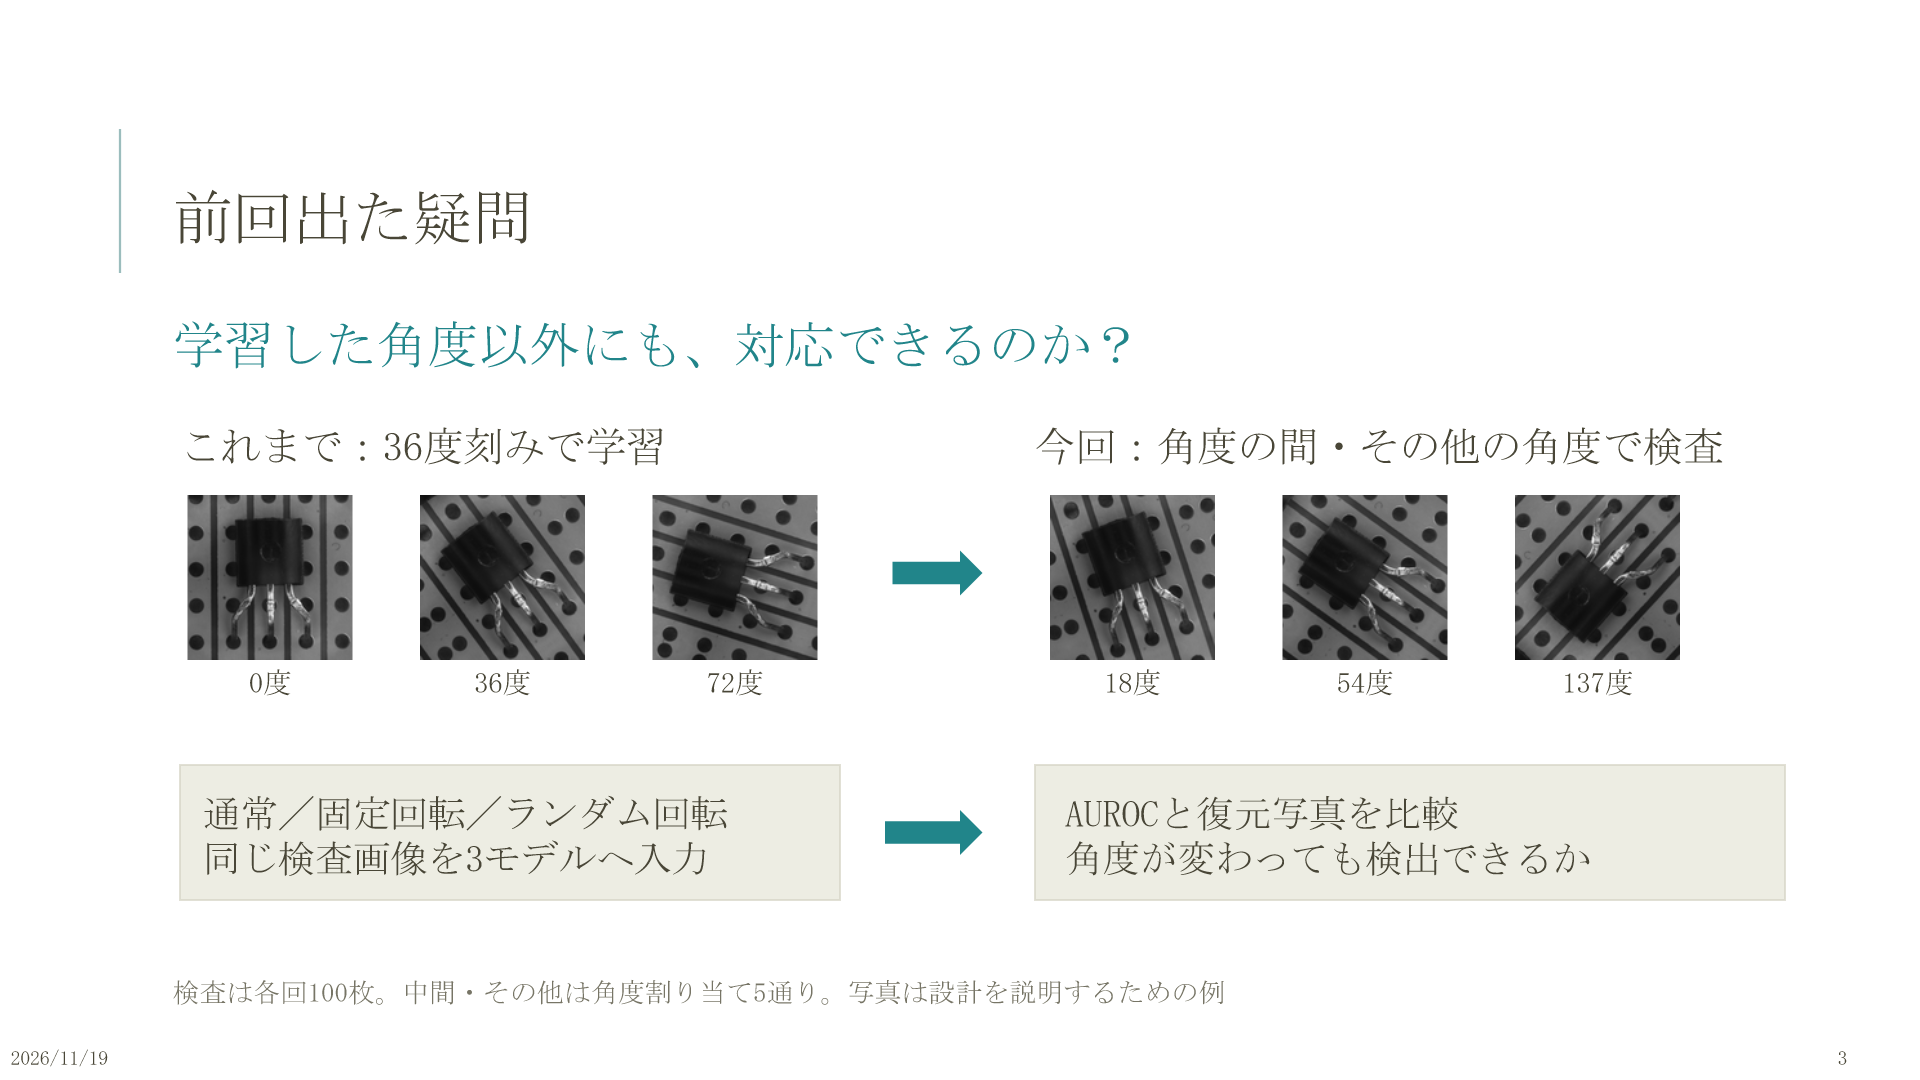 前回出た疑問
学習した角度以外にも、対応できるのか？
これまで：36度刻みで学習
今回：角度の間・その他の角度で検査
0度
36度
72度
18度
54度
137度
通常／固定回転／ランダム回転
同じ検査画像を3モデルへ入力
AUROCと復元写真を比較
角度が変わっても検出できるか
検査は各回100枚。中間・その他は角度割り当て5通り。写真は設計を説明するための例
2026/11/19
3